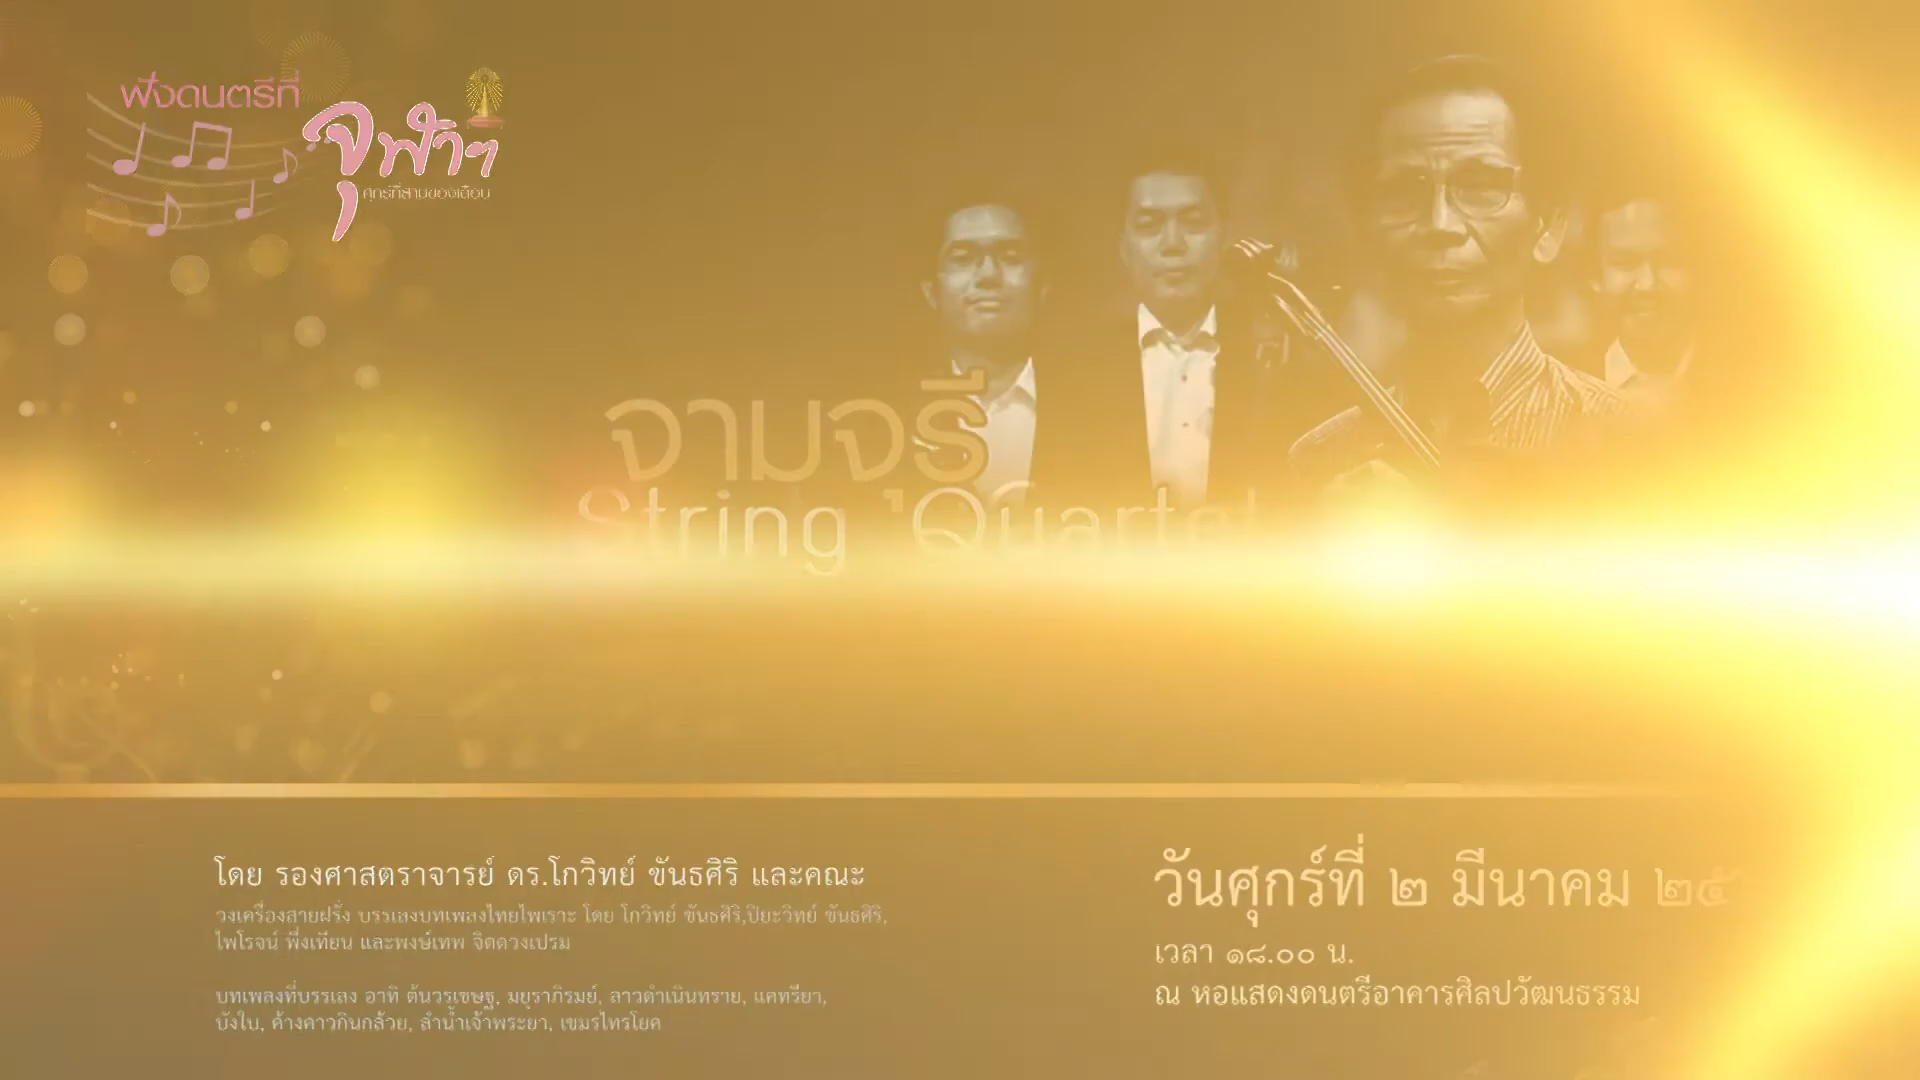 ฟังดนตรีที่
จุฬาฯ
ศุกร์ที่สามของเดือน
จามจุรี
String Quartet
โดย รองศาสตราจารย์ ดร.โกวิทย์ ขันธศิริ และคณะ
วงเครื่องสายฝรั่ง บรรเลงบทเพลงไทยไพเราะ โดย โกวิทย์ ขันธศิริ,ปิยะวิทย์ ขันธศิริ,
ไพโรจน์ พึ่งเทียน และพงษ์เทพ จิตดวงเปรม
บทเพลงที่บรรเลง อาทิ ต้นวรเชษฐ, มยุราภิรมย์, ลาวดำเนินทราย, แคทรียา,
บังใบ, ค้างคาวกินกล้วย, ลำน้ำเจ้าพระยา, เขมรไทรโยค
วันศุกร์ที่ ๒ มีนาคม ๒๕
เวลา ๑๘.๐๐ น.
ณ หอแสดงดนตรีอาคารศิลปวัฒนธรรม